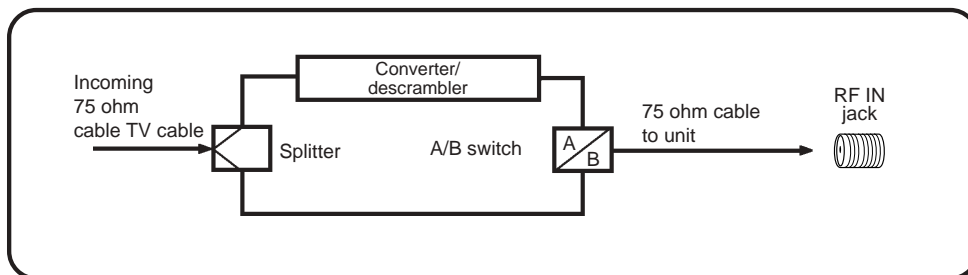 Incoming
75 ohm
cable TV cable
Splitter
Converter/
descrambler
A/B switch
A
B
75 ohm cable
to unit
RF IN
jack